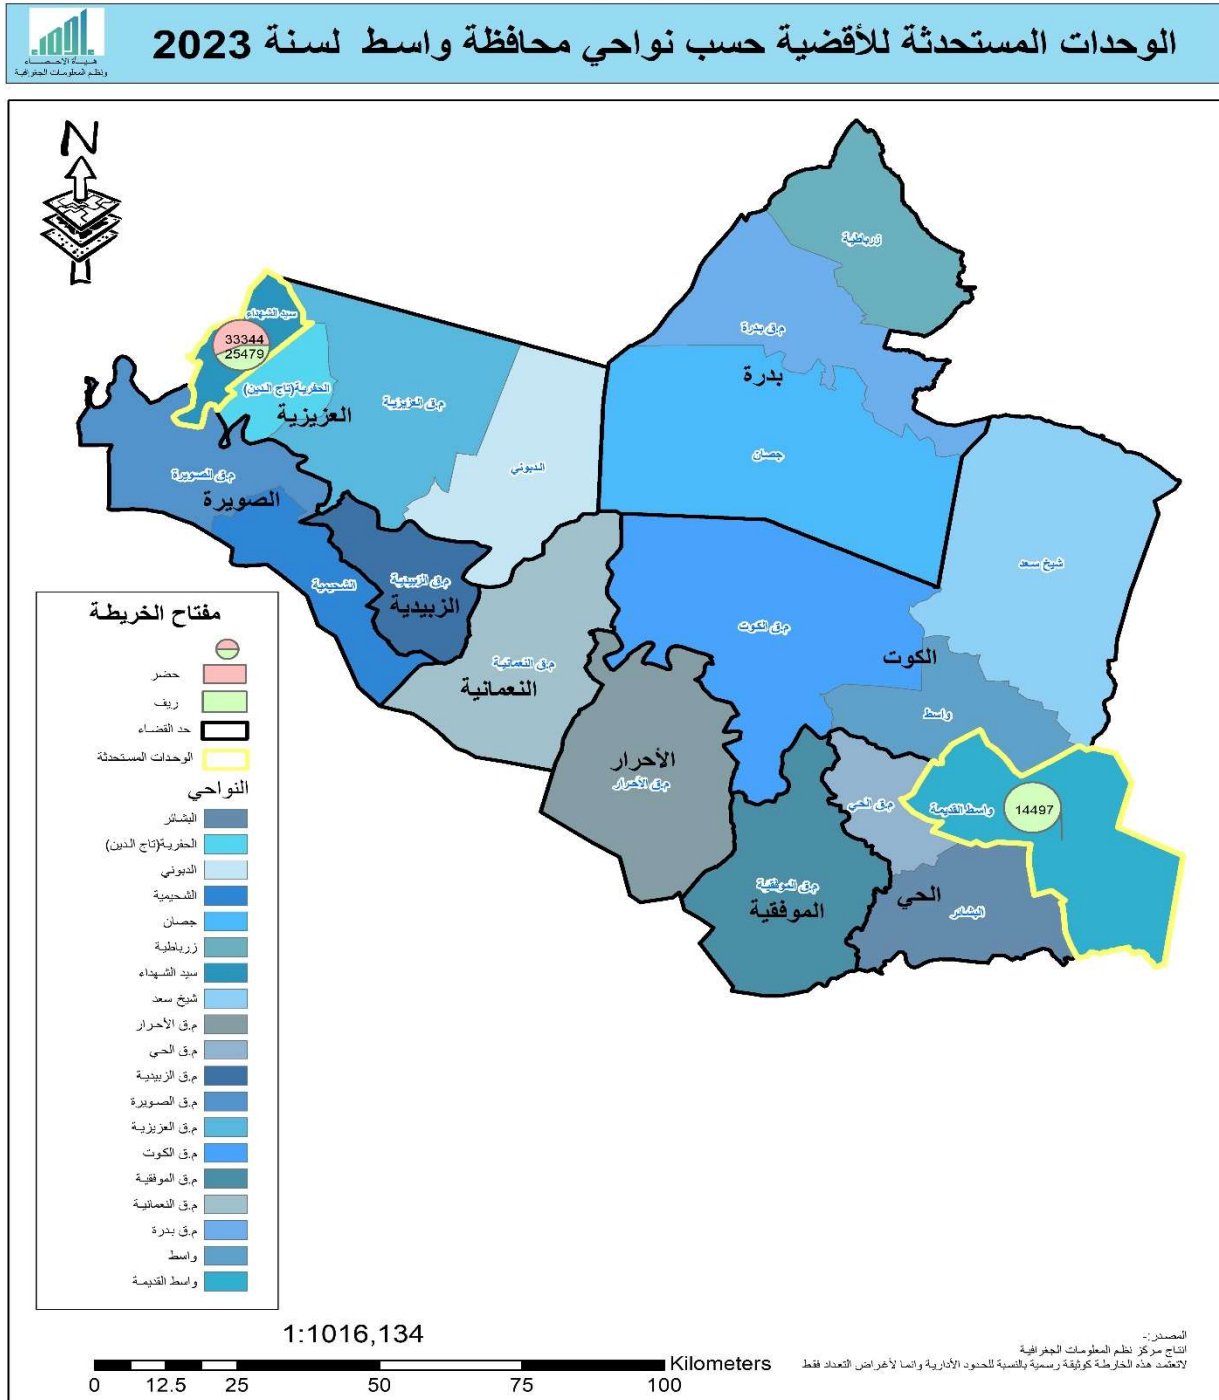 الوحدات المستحدثة للأقضية حسب نواحي محافظة واسط لسنة 2023
هيـأة الاحصـــاء
ونظم المعلومات الجغرافية
N
زرباطية
سيد الشهداء
33344
25479
م.ق بدرة
بدرة
الحفرية(تاج الدين)
العزيزية
م.ق العزيزية
جصان
الدبوني
م.ق الصويرة
الصويرة
شيخ سعد
الشحيمية
م.ق الزبيدية
الزبيدية
م.ق الكوت
الكوت
م.ق النعمانية
النعمانية
واسط
الأحرار
م.ق الأحرار
م.ق الحي
واسط القديمة
14497
م.ق الموفقية
الموفقية
الحي
البشائر
مفتاح الخريطة
حضر
ريف
حد القضاء
الوحدات المستحدثة
النواحي
البشائر
الحفرية(تاج الدين)
الدبوني
الشحيمية
جصان
زرباطية
سيد الشهداء
شيخ سعد
م.ق الأحرار
م.ق الحي
م.ق الزبيدية
م.ق الصويرة
م.ق العزيزية
م.ق الكوت
م.ق الموفقية
م.ق النعمانية
م.ق بدرة
واسط
واسط القديمة
1:1016,134
Kilometers
0 12.5 25 50 75 100
المصدر:-
انتاج مركز نظم المعلومات الجغرافية
لاتعتمد هذه الخارطة كوثيقة رسمية بالنسبة للحدود الأدارية وانما لأغراض التعداد فقط